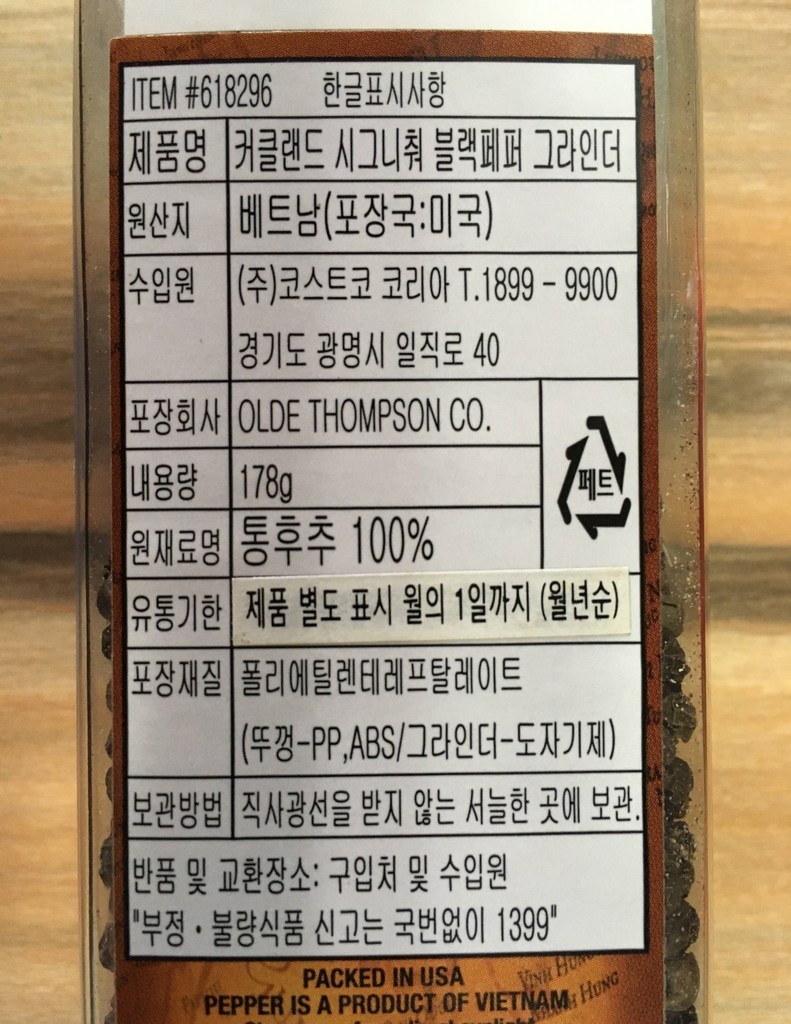 ITEM #618296 한글표시사항
제품명 커클랜드 시그니춰 블랙페퍼 그라인더
원산지 베트남(포장국:미국)
수입원 (주)코스트코 코리아 T.1899 - 9900
경기도 광명시 일직로 40
포장회사 OLDE THOMPSON CO.
페트
내용량 178g
원재료명 통후추 100%
유통기한 제품 별도 표시 월의 1일까지 (월년순)
포장재질 폴리에틸렌테레프탈레이트
(뚜껑-PP,ABS/그라인더-도자기제)
보관방법 직사광선을 받지 않는 서늘한 곳에 보관.
반품 및 교환장소: 구입처 및 수입원
"부정·불량식품 신고는 국번없이 1399"
VINH HUNG
PACKED IN USA
PEPPER IS A PRODUCT OF VIETNAM
HUNG